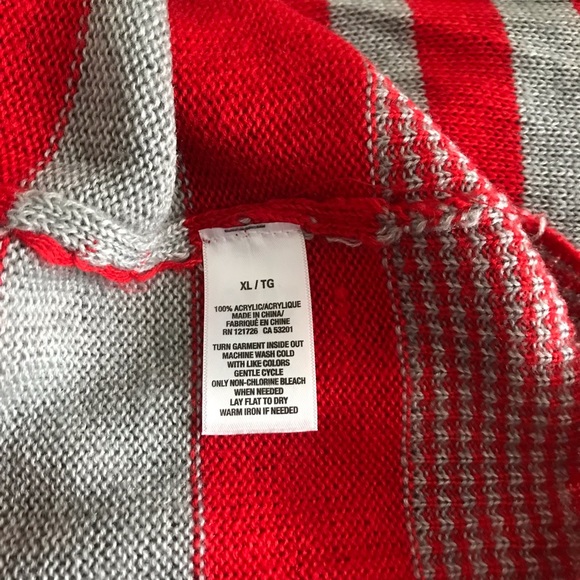 XL / TG
100% ACRYLIC/ACRYLIQUE
MADE IN CHINA/
FABRIQUÉ EN CHINE
RN 121726 CA 53201
TURN GARMENT INSIDE OUT
MACHINE WASH COLD
WITH LIKE COLORS
GENTLE CYCLE
ONLY NON-CHLORINE BLEACH
WHEN NEEDED
LAY FLAT TO DRY
WARM IRON IF NEEDED